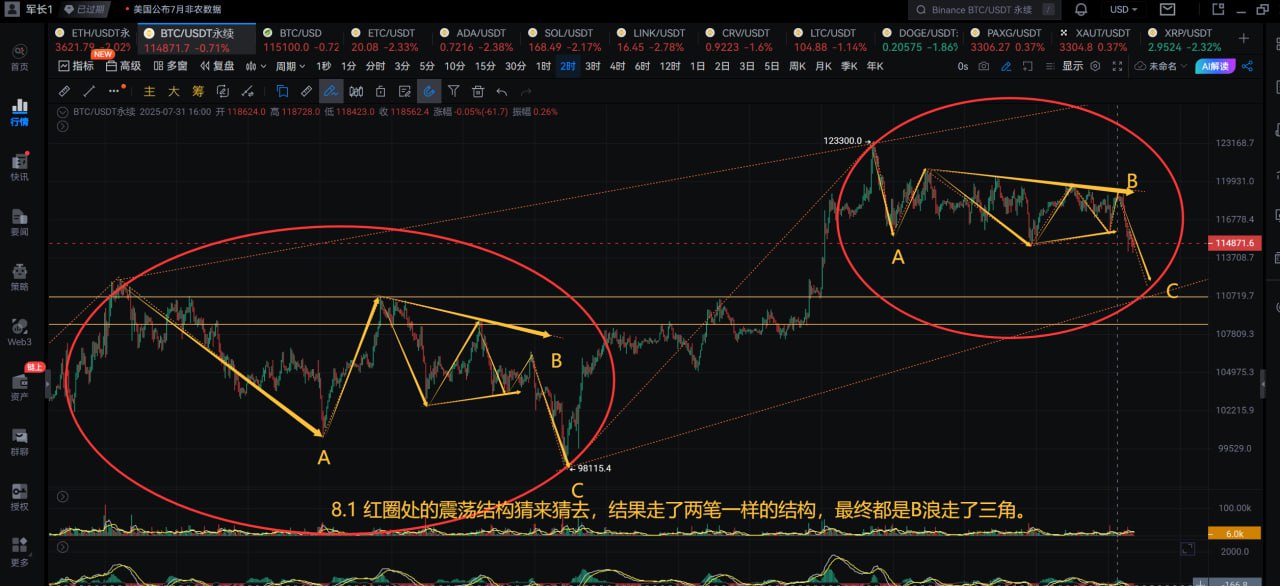 军长1 已过期 • 美国公布7月非农数据 Binance BTC/USDT 永续 / USD
ETH/USDT永 BTC/USDT永续 BTC/USD ETC/USDT ADA/USDT SOL/USDT LINK/USDT CRV/USDT LTC/USDT DOGE/USDT: PAXG/USDT XAUT/USDT XRP/USDT
3621.79 -2.02% 114871.7 -0.71% 115100.0 -0.72 20.08 -2.33% 0.7216 -2.38% 168.49 -2.17% 16.45 -2.78% 0.9223 -1.6% 104.88 -1.14% 0.20575 -1.86% 3306.27 0.37% 3304.8 0.37% 2.9524 -2.32%
NEW
指标 高级 多窗 复盘 周期 1秒 1分 分时 3分 5分 10分 15分 30分 1时 2时 3时 4时 6时 12时 1日 2日 3日 5日 周K 月K 季K 年K 0s 显示 未命名 AI解读
主 大 筹
BTC/USDT永续 2025-07-31 16:00 开 118624.0 高 118728.0 低 118423.0 收 118562.4 涨幅 -0.05%(-61.7) 振幅 0.26%
首页
行情
快讯
要闻
策略
Web3
链上
资产
群聊
授权
更多
123300.0
123168.7
119931.0
116778.4
114871.6
113708.7
110719.7
107809.3
104975.3
102215.9
99529.0
B
A
C
B
A
98115.4
C
8.1 红圈处的震荡结构猜来猜去，结果走了两笔一样的结构，最终都是B浪走了三角。
100.00k
6.0k
2000.0
-166.8